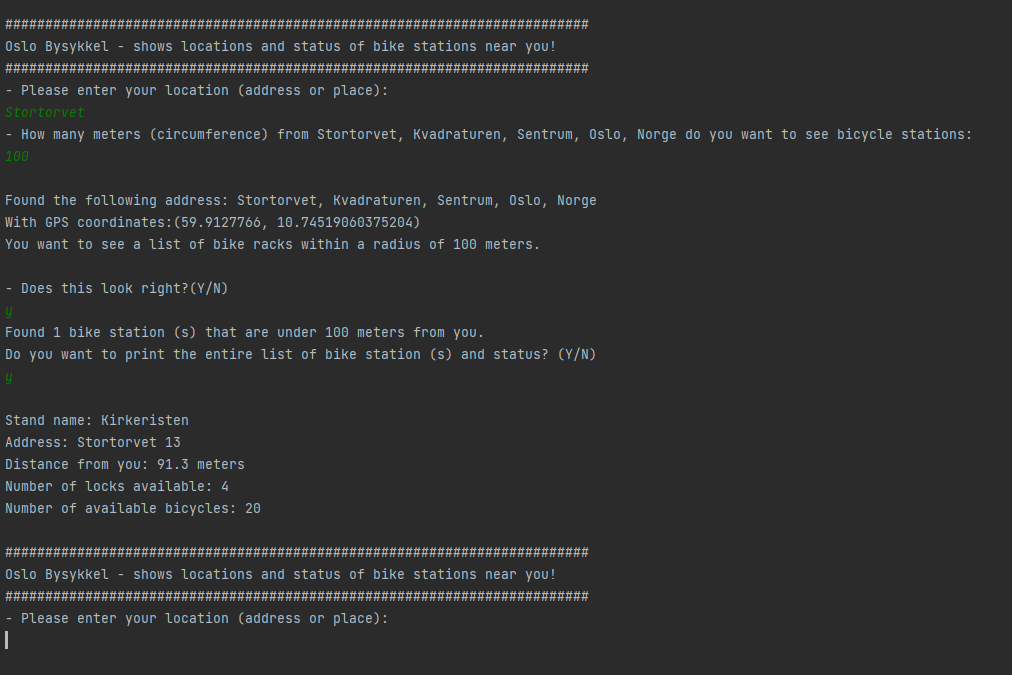 #########################################################################
Oslo Bysykkel - shows locations and status of bike stations near you!
#########################################################################
- Please enter your location (address or place):
Stortorvet
- How many meters (circumference) from Stortorvet, Kvadraturen, Sentrum, Oslo, Norge do you want to see bicycle stations:
100
Found the following address: Stortorvet, Kvadraturen, Sentrum, Oslo, Norge
With GPS coordinates:(59.9127766, 10.74519060375204)
You want to see a list of bike racks within a radius of 100 meters.
- Does this look right?(Y/N)
y
Found 1 bike station (s) that are under 100 meters from you.
Do you want to print the entire list of bike station (s) and status? (Y/N)
y
Stand name: Kirkeristen
Address: Stortorvet 13
Distance from you: 91.3 meters
Number of locks available: 4
Number of available bicycles: 20
#########################################################################
Oslo Bysykkel - shows locations and status of bike stations near you!
#########################################################################
- Please enter your location (address or place):